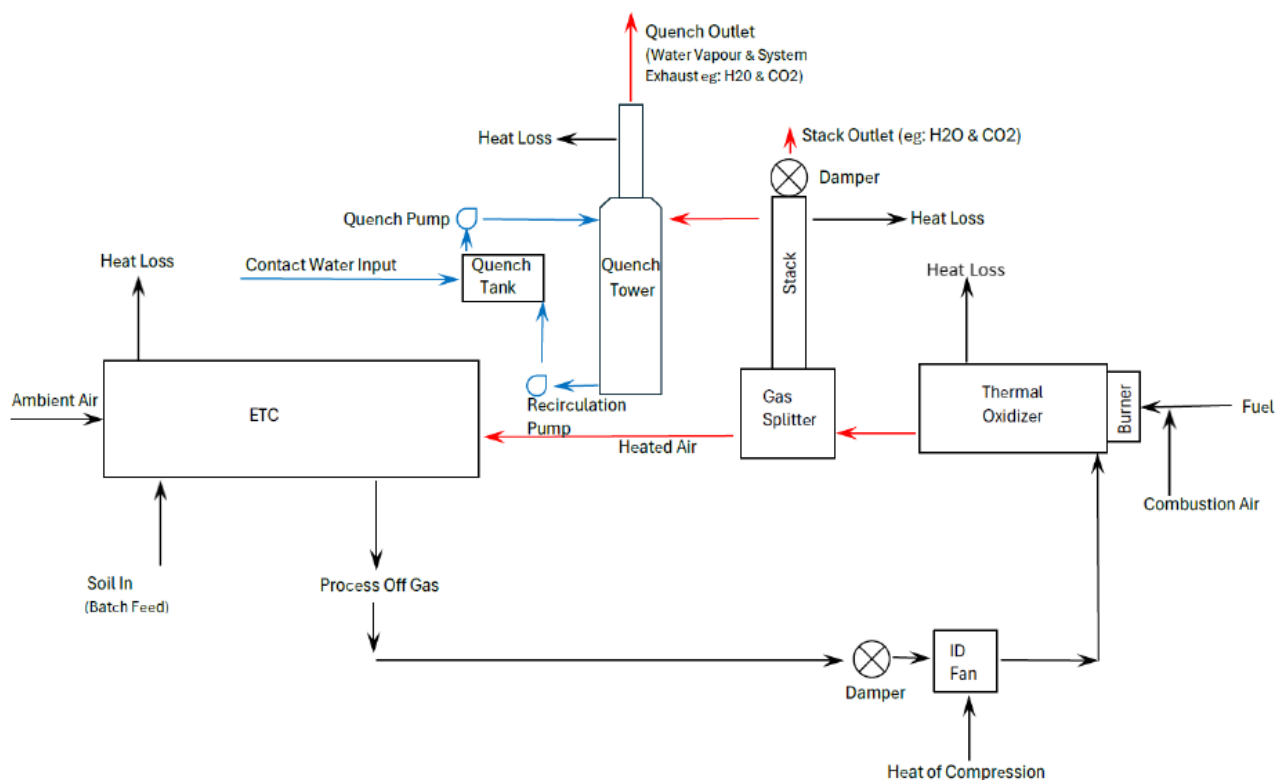 Quench Outlet
(Water Vapour & System
Exhaust eg: H20 & CO2)
Heat Loss
Stack Outlet (eg: H2O & CO2)
Damper
Quench Pump
Heat Loss
Heat Loss
Contact Water Input
Quench
Tank
Quench
Tower
Stack
Heat Loss
Ambient Air
ETC
Recirculation
Pump
Heated Air
Gas
Splitter
Thermal
Oxidizer
Burner
Fuel
Combustion Air
Soil In
(Batch Feed)
Process Off Gas
Damper
ID
Fan
Heat of Compression